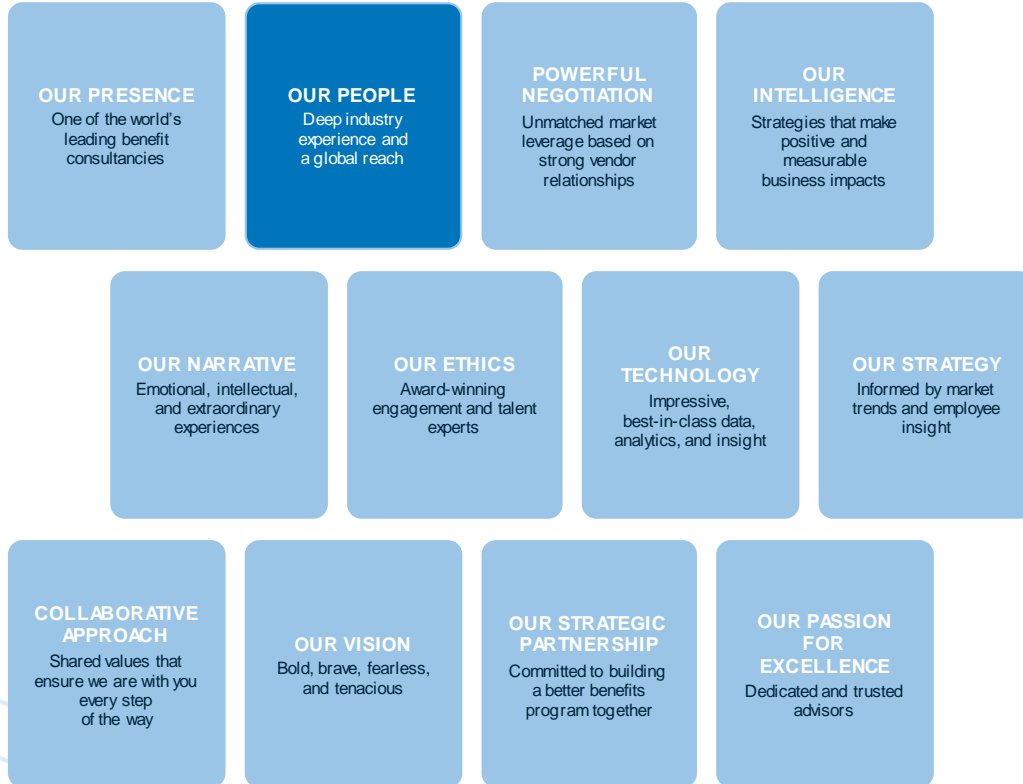 OUR PRESENCE
One of the world's
leading benefit
consultancies
OUR PEOPLE
Deep industry
experience and
a global reach
POWERFUL
NEGOTIATION
Unmatched market
leverage based on
strong vendor
relationships
OUR
INTELLIGENCE
Strategies that make
positive and
measurable
business impacts
OUR NARRATIVE
Emotional, intellectual,
and extraordinary
experiences
OUR ETHICS
Award-winning
engagement and talent
experts
OUR
TECHNOLOGY
Impressive,
best-in-class data,
analytics, and insight
OUR STRATEGY
Informed by market
trends and employee
insight
COLLABORATIVE
APPROACH
Shared values that
ensure we are with you
every step
of the way
OUR VISION
Bold, brave, fearless,
and tenacious
OUR STRATEGIC
PARTNERSHIP
Committed to building
a better benefits
program together
OUR PASSION
FOR
EXCELLENCE
Dedicated and trusted
advisors